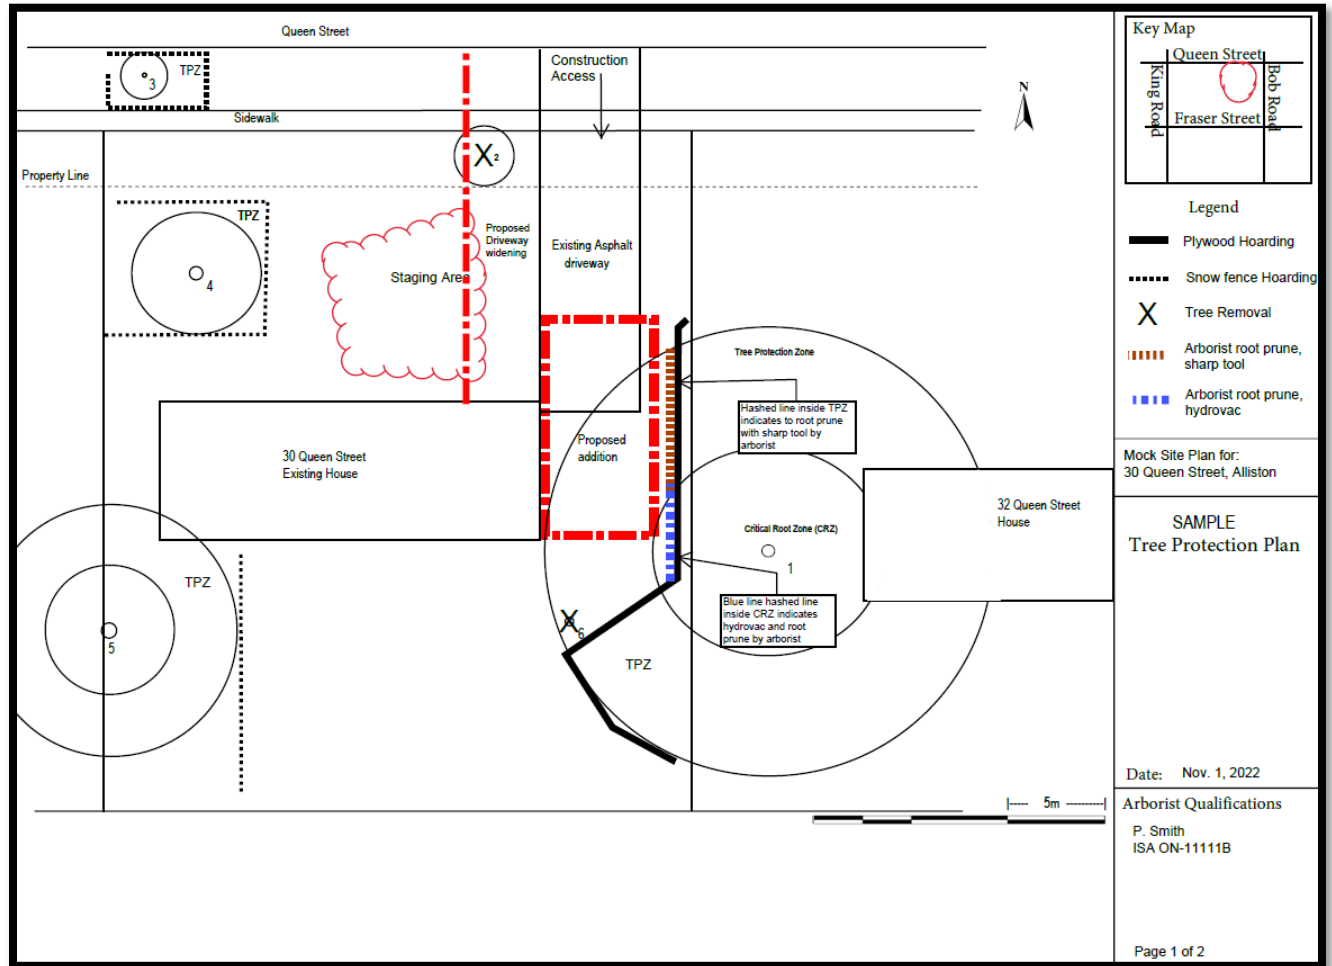 Queen Street
TPZ
3
Construction
Access
Sidewalk
N
X2
Property Line
TPZ
4
Staging Area
Proposed
Driveway
widening
Existing Asphalt
driveway
Tree Protection Zone
Hashed line inside TPZ
indicates to root prune
with sharp tool by
arborist
Proposed
addition
30 Queen Street
Existing House
32 Queen Street
House
Critical Root Zone (CRZ)
1
Blue line hashed line
inside CRZ indicates
hydrovac and root
prune by arborist
TPZ
5
X6
TPZ
5m
Key Map
Queen Street
King Road
Bob Road
Fraser Street
Legend
Plywood Hoarding
Snow fence Hoarding
X Tree Removal
Arborist root prune,
sharp tool
Arborist root prune,
hydrovac
Mock Site Plan for:
30 Queen Street, Alliston
SAMPLE
Tree Protection Plan
Date: Nov. 1, 2022
Arborist Qualifications
P. Smith
ISA ON-11111B
Page 1 of 2